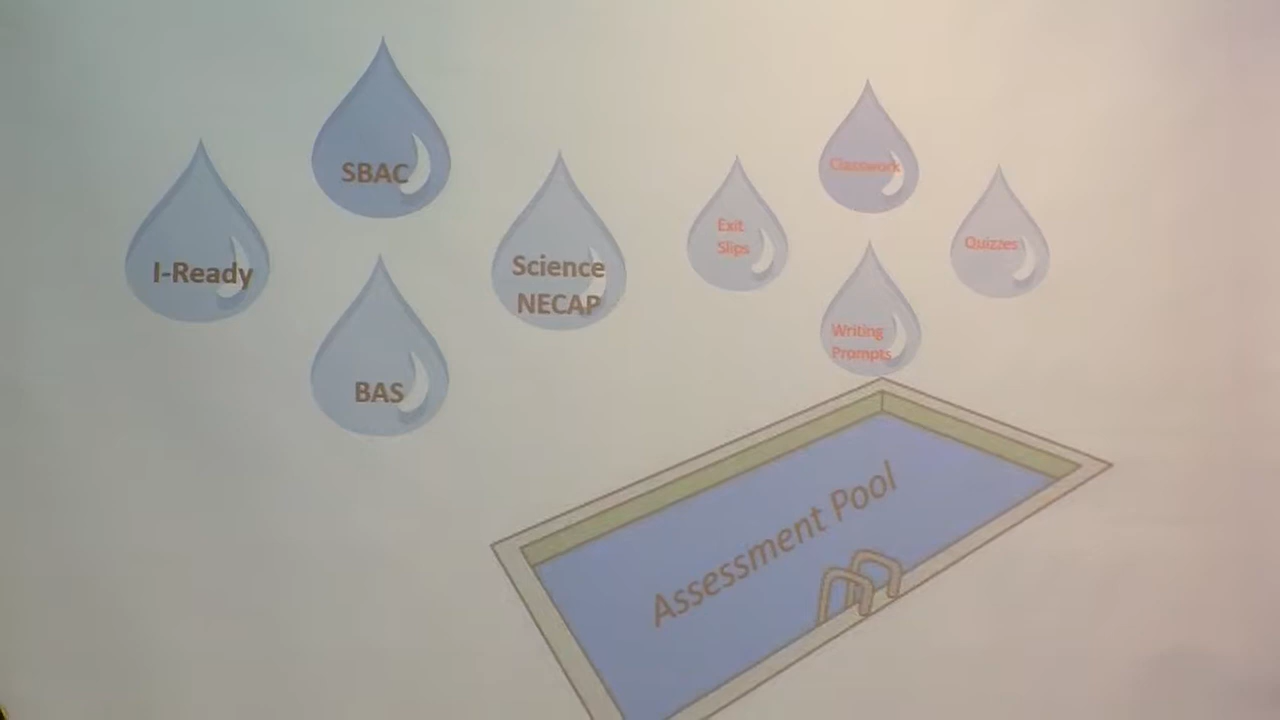 SBAC
I-Ready
Science
NECAP
BAS
Classwork
Exit
Slips
Quizzes
Writing
Prompts
Assessment Pool